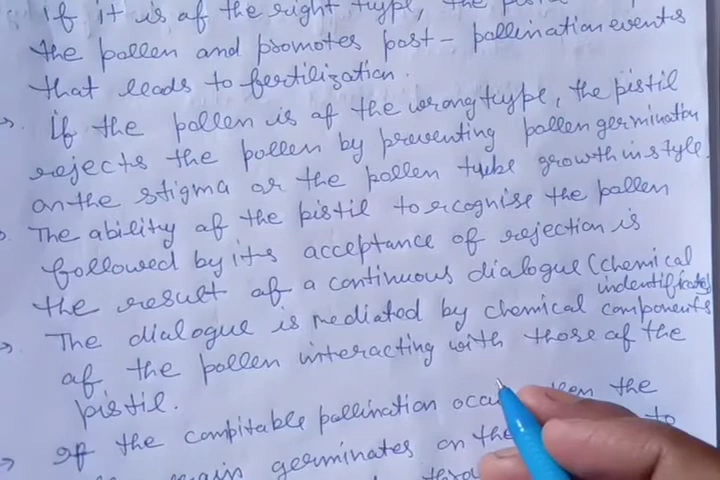 if it is of the right type, the
the pollen and promotes post - pollination events
that leads to fertilization.
→ If the pollen is of the wrong type, the pistil
rejects the pollen by preventing pollen germination
on the stigma or the pollen tube growth in style.
The ability of the pistil to recognise the pollen
followed by its acceptance of rejection is
the result of a continuous dialogue (chemical
indentificates)
→ The dialogue is mediated by chemical components
of the pollen interacting with those of the
pistil.
→ If the compitable pollination the
germinates on the to